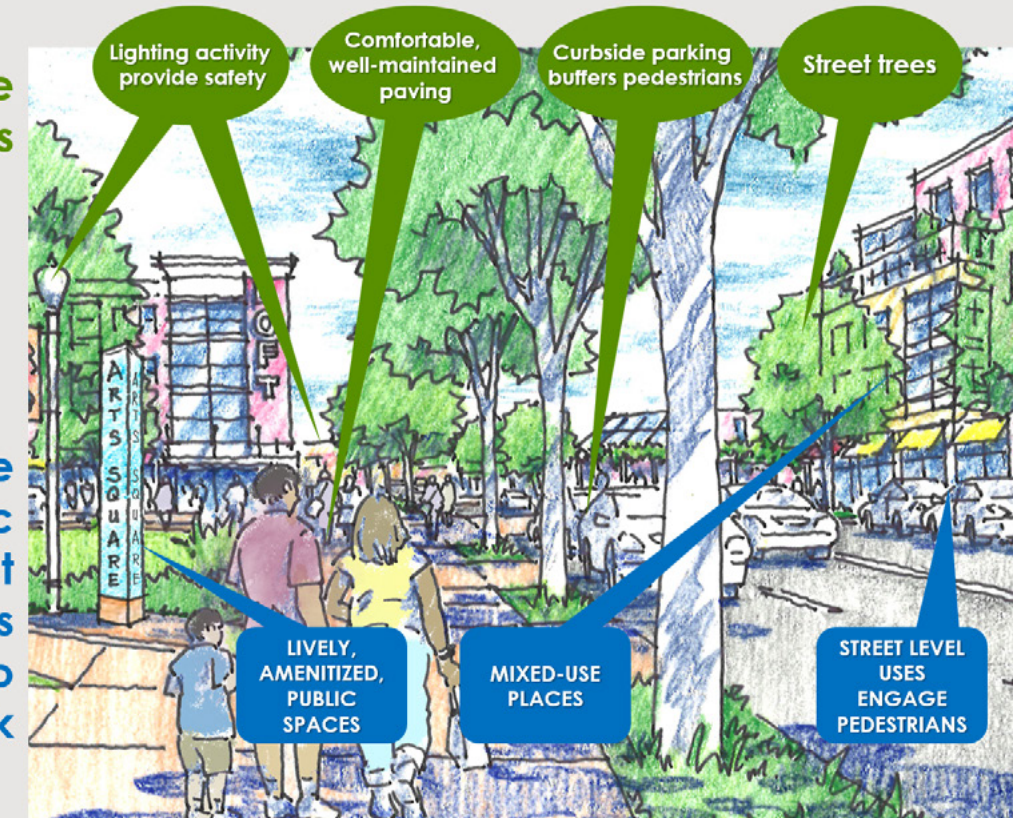 Lighting activity
provide safety
Comfortable,
well-maintained
paving
Curbside parking
buffers pedestrians
Street trees
e
s
OFT
ARTS SQUARE
ARTS SQUARE
e
c
t
s
o
k
LIVELY,
AMENITIZED,
PUBLIC
SPACES
MIXED-USE
PLACES
STREET LEVEL
USES
ENGAGE
PEDESTRIANS